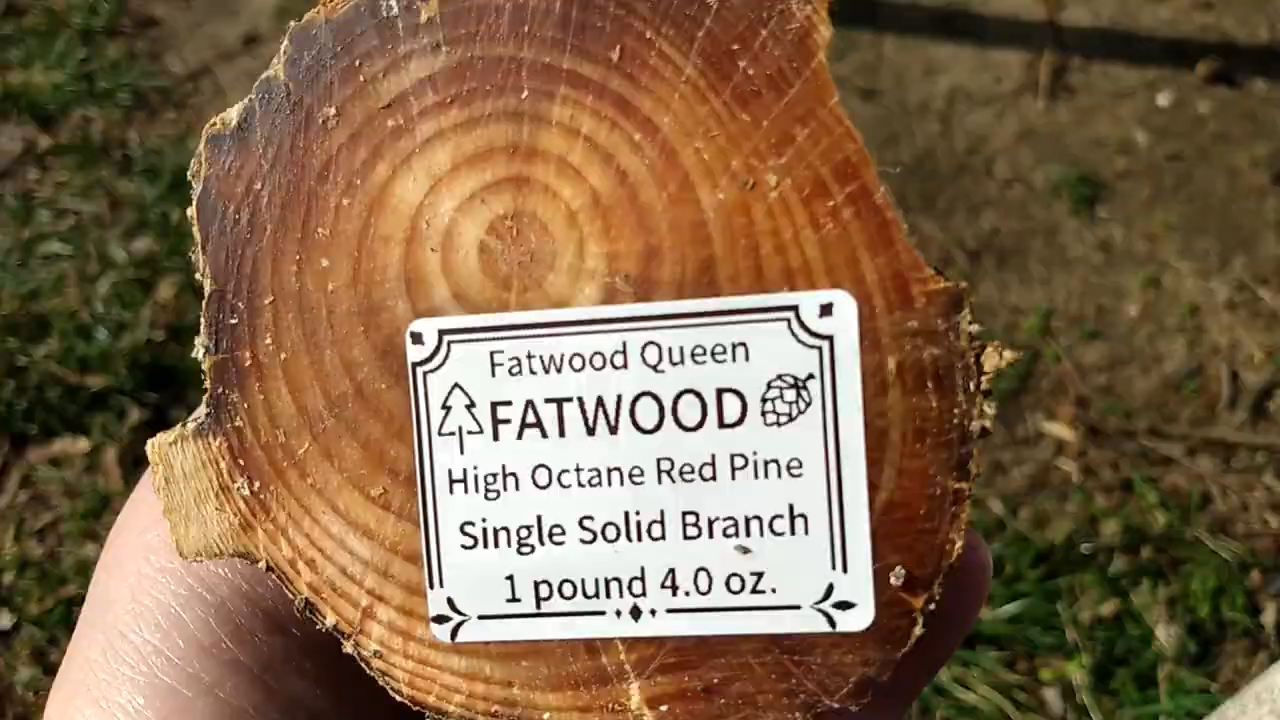 Fatwood Queen
FATWOOD
High Octane Red Pine
Single Solid Branch
1 pound 4.0 oz.